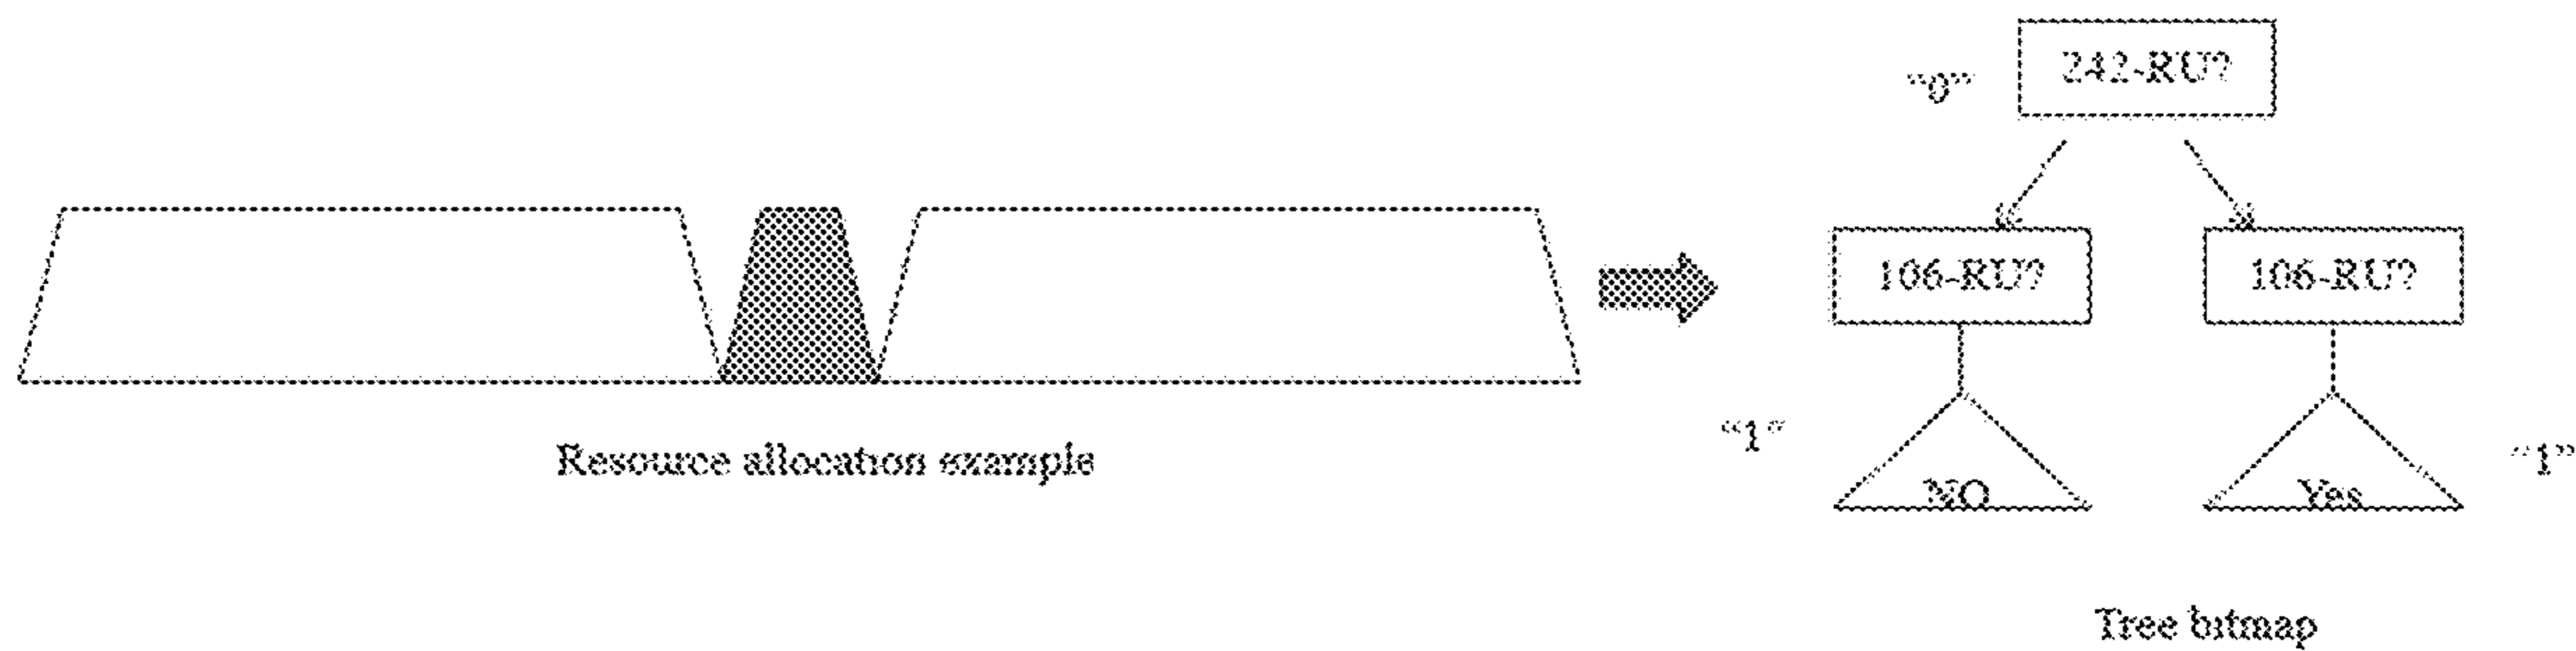 242-RU?
“0”
106-RU?
106-RU?
“1”
“1”
NO
Yes
Resource allocation example
Tree bitmap